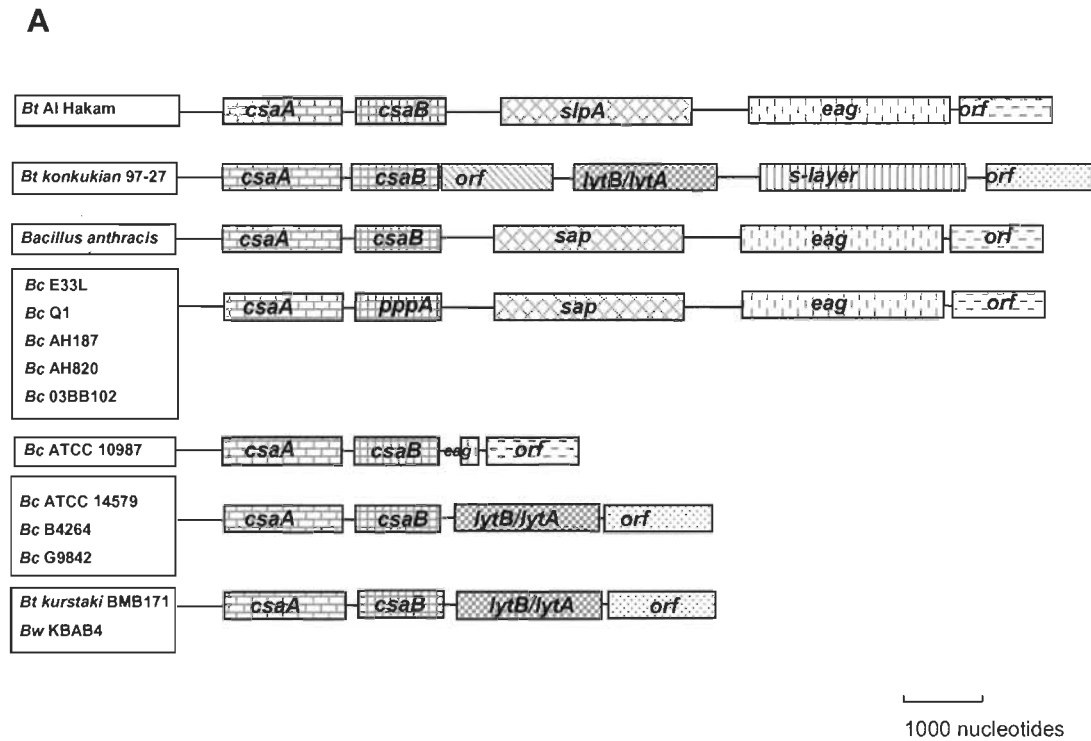 A
Bt Al Hakam csaA csaB slpA eag orf
Bt konkukian 97-27 csaA csaB orf lytB/lytA s-layer orf
Bacillus anthracis csaA csaB sap eag orf
Bc E33L
Bc Q1 csaA pppA sap eag orf
Bc AH187
Bc AH820
Bc 03BB102
Bc ATCC 10987 csaA csaB eag orf
Bc ATCC 14579
Bc B4264 csaA csaB lytB/lytA orf
Bc G9842
Bt kurstaki BMB171 csaA csaB lytB/lytA orf
Bw KBAB4
1000 nucleotides